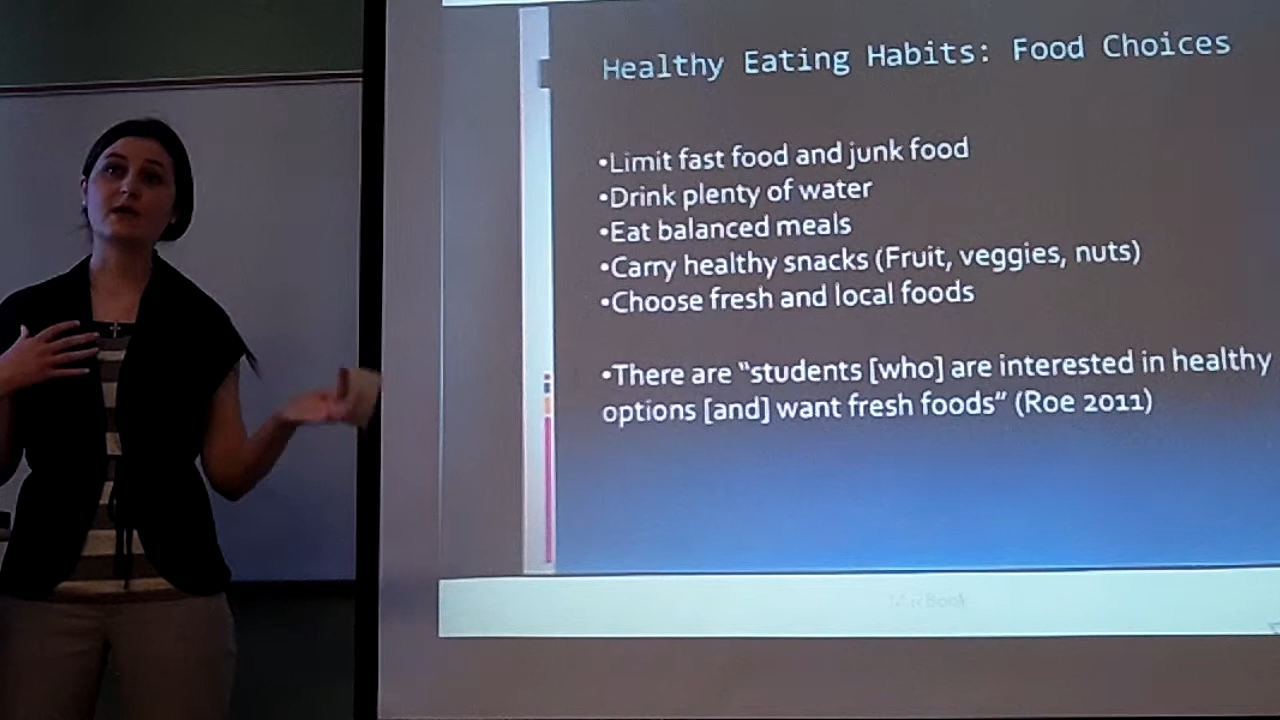 Healthy Eating Habits: Food Choices
•Limit fast food and junk food
•Drink plenty of water
•Eat balanced meals
•Carry healthy snacks (Fruit, veggies, nuts)
•Choose fresh and local foods
•There are "students [who] are interested in healthy
options [and] want fresh foods" (Roe 2011)
MacBook